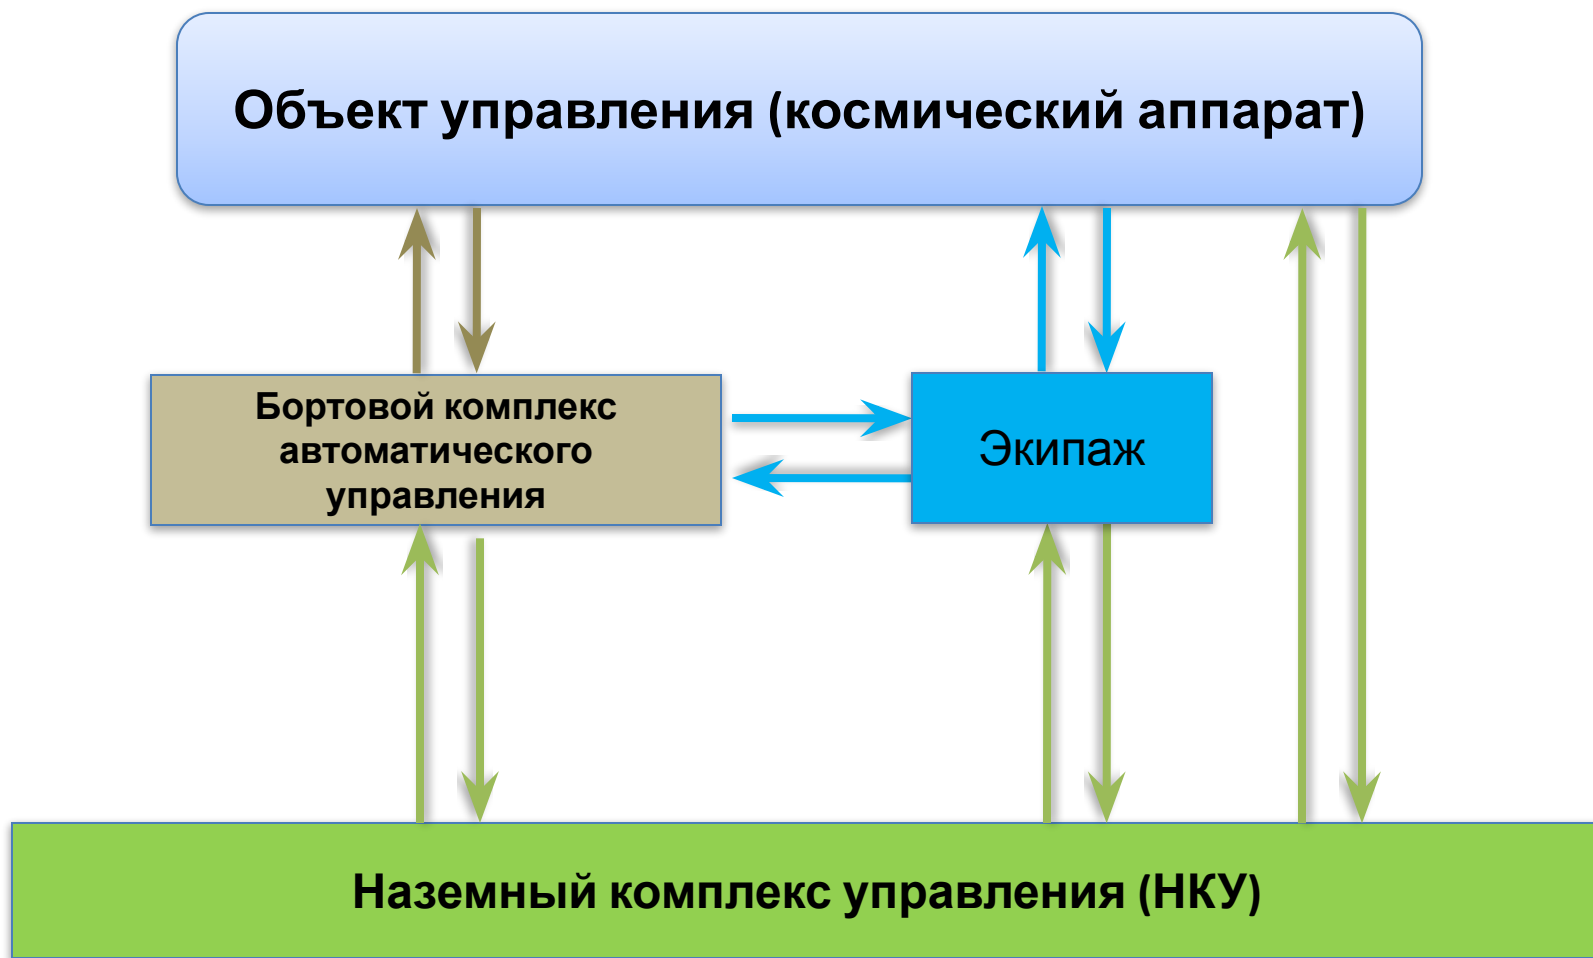 Объект управления (космический аппарат)
Бортовой комплекс
автоматического
управления
Экипаж
Наземный комплекс управления (НКУ)